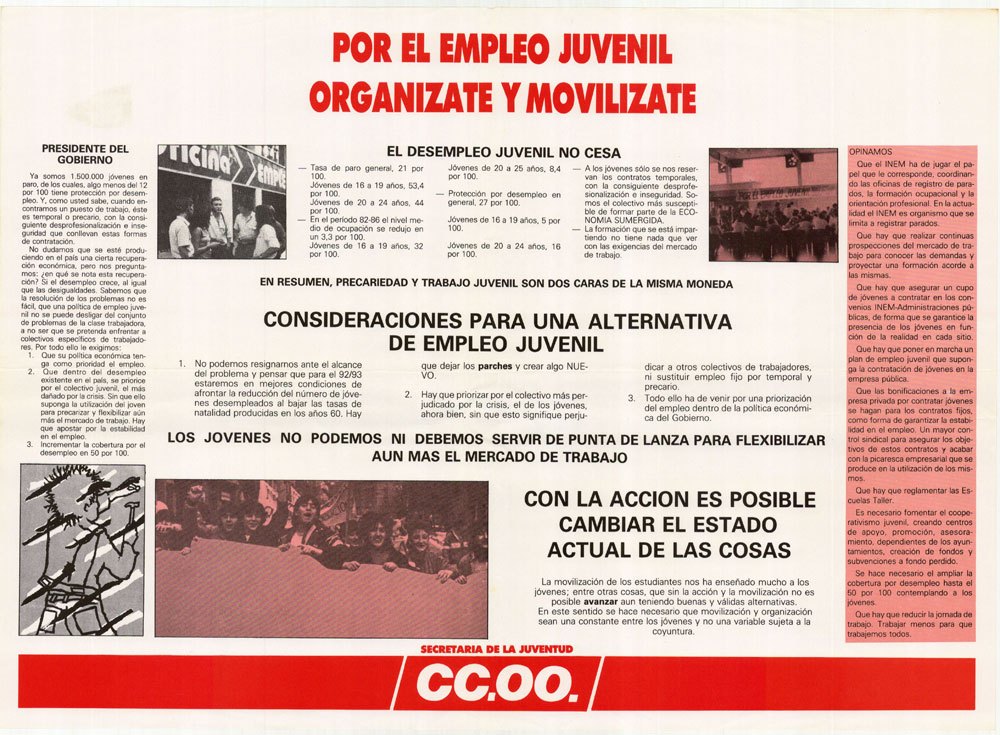 POR EL EMPLEO JUVENIL
ORGANIZATE Y MOVILIZATE
PRESIDENTE DEL
GOBIERNO
Ya somos 1.500.000 jóvenes en
paro, de los cuales, algo menos del 12
por 100 tiene protección por desem-
pleo. Y, como usted sabe, cuando en-
contramos un puesto de trabajo, éste
es temporal o precario, con la consi-
guiente desprofesionalización e inse-
guridad que conllevan estas formas
de contratación.
No dudamos que se esté produ-
ciendo en el país una cierta recupera-
ción económica, pero nos pregunta-
mos: ¿en qué se nota esta recupera-
ción? Si el desempleo crece, al igual
que las desigualdades. Sabemos que
la resolución de los problemas no es
fácil, que una política de empleo juve-
nil no se puede desligar del conjunto
de problemas de la clase trabajadora,
a no ser que se pretenda enfrentar a
colectivos específicos de trabajado-
res. Por todo ello le exigimos:
1. Que su política económica ten-
ga como prioridad el empleo.
2. Que dentro del desempleo
existente en el país, se priorice
por el colectivo juvenil, el más
dañado por la crisis. Sin que ello
suponga la utilización del joven
para precarizar y flexibilizar aún
más el mercado de trabajo. Hay
que apostar por la estabilidad
en el empleo.
3. Incrementar la cobertura por el
desempleo en 50 por 100.
oficina
EMPLE
EL DESEMPLEO JUVENIL NO CESA
— Tasa de paro general, 21 por
100.
Jóvenes de 16 a 19 años, 53,4
por 100.
Jóvenes de 20 a 24 años, 44
por 100.
— En el período 82-86 el nivel me-
dio de ocupación se redujo en
un 3,3 por 100.
Jóvenes de 16 a 19 años, 32
por 100.
Jóvenes de 20 a 25 años, 8,4
por 100.
— Protección por desempleo en
general, 27 por 100.
Jóvenes de 16 a 19 años, 5 por
100.
Jóvenes de 20 a 24 años, 16
por 100.
— A los jóvenes sólo se nos reser-
van los contratos temporales,
con la consiguiente desprofe-
sionalización e inseguridad. So-
mos el colectivo más suscepti-
ble de formar parte de la ECO-
NOMIA SUMERGIDA.
— La formación que se está impar-
tiendo no tiene nada que ver
con las exigencias del mercado
de trabajo.
EN RESUMEN, PRECARIEDAD Y TRABAJO JUVENIL SON DOS CARAS DE LA MISMA MONEDA
CONSIDERACIONES PARA UNA ALTERNATIVA
DE EMPLEO JUVENIL
1. No podemos resignarnos ante el alcance
del problema y pensar que para el 92/93
estaremos en mejores condiciones de
afrontar la reducción del número de jóve-
nes desempleados al bajar las tasas de
natalidad producidas en los años 60. Hay
que dejar los parches y crear algo NUE-
VO.
2. Hay que priorizar por el colectivo más per-
judicado por la crisis, el de los jóvenes,
ahora bien, sin que esto signifique perju-
dicar a otros colectivos de trabajadores,
ni sustituir empleo fijo por temporal y
precario.
3. Todo ello ha de venir por una priorización
del empleo dentro de la política económi-
ca del Gobierno.
LOS JOVENES NO PODEMOS NI DEBEMOS SERVIR DE PUNTA DE LANZA PARA FLEXIBILIZAR
AUN MAS EL MERCADO DE TRABAJO
CON LA ACCION ES POSIBLE
CAMBIAR EL ESTADO
ACTUAL DE LAS COSAS
La movilización de los estudiantes nos ha enseñado mucho a los
jóvenes; entre otras cosas, que sin la acción y la movilización no es
posible avanzar aun teniendo buenas y válidas alternativas.
En este sentido se hace necesario que movilización y organización
sean una constante entre los jóvenes y no una variable sujeta a la
coyuntura.
OPINAMOS
Que el INEM ha de jugar el pa-
pel que le corresponde, coordinan-
do las oficinas de registro de para-
dos, la formación ocupacional y la
orientación profesional. En la actua-
lidad el INEM es organismo que se
limita a registrar parados.
Que hay que realizar continuas
prospecciones del mercado de tra-
bajo para conocer las demandas y
proyectar una formación acorde a
las mismas.
Que hay que asegurar un cupo
de jóvenes a contratar en los con-
venios INEM-Administraciones pú-
blicas, de forma que se garantice la
presencia de los jóvenes en fun-
ción de la realidad en cada sitio.
Que hay que poner en marcha un
plan de empleo juvenil que supon-
ga la contratación de jóvenes en la
empresa pública.
Que las bonificaciones a la em-
presa privada por contratar jóvenes
se hagan para los contratos fijos,
como forma de garantizar la estabi-
lidad en el empleo. Un mayor con-
trol sindical para asegurar los obje-
tivos de estos contratos y acabar
con la picaresca empresarial que se
produce en la utilización de los mis-
mos.
Que hay que reglamentar las Es-
cuelas Taller.
Es necesario fomentar el coope-
rativismo juvenil, creando centros
de apoyo, promoción, asesora-
miento, dependientes de los ayun-
tamientos, creación de fondos y
subvenciones a fondo perdido.
Se hace necesario el ampliar la
cobertura por desempleo hasta el
50 por 100 contemplando a los
jóvenes.
Que hay que reducir la jornada de
trabajo. Trabajar menos para que
trabajemos todos.
SECRETARIA DE LA JUVENTUD
CC.OO.